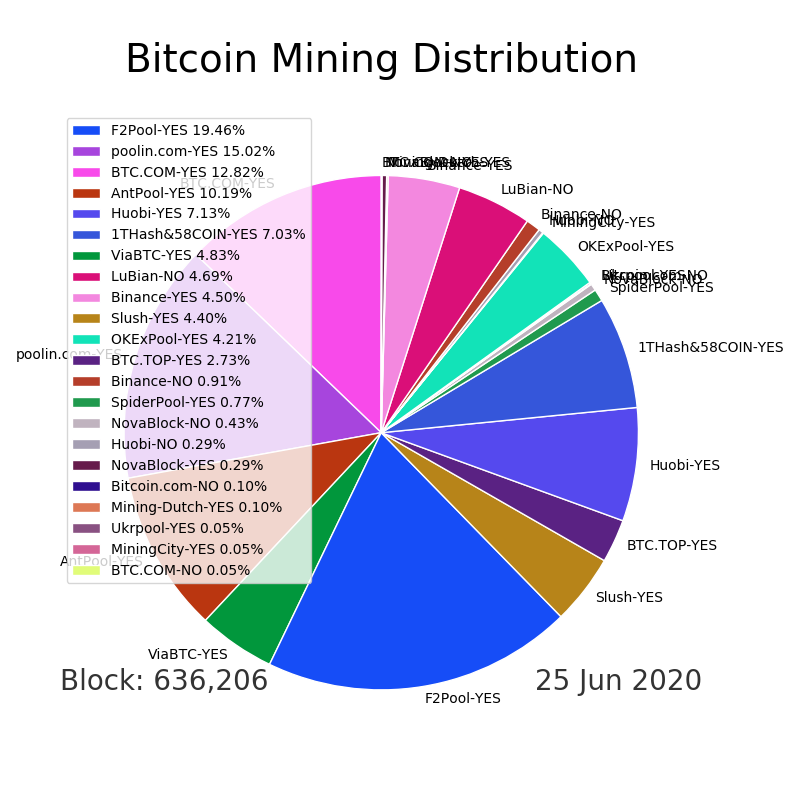 Bitcoin Mining Distribution
F2Pool-YES 19.46%
poolin.com-YES 15.02%
BTC.COM-YES 12.82%
AntPool-YES 10.19%
Huobi-YES 7.13%
1THash&58COIN-YES 7.03%
ViaBTC-YES 4.83%
LuBian-NO 4.69%
Binance-YES 4.50%
Slush-YES 4.40%
OKExPool-YES 4.21%
BTC.TOP-YES 2.73%
Binance-NO 0.91%
SpiderPool-YES 0.77%
NovaBlock-NO 0.43%
Huobi-NO 0.29%
NovaBlock-YES 0.29%
Bitcoin.com-NO 0.10%
Mining-Dutch-YES 0.10%
Ukrpool-YES 0.05%
MiningCity-YES 0.05%
BTC.COM-NO 0.05%
BTC.COM-YES
poolin.com-YES
AntPool-YES
ViaBTC-YES
F2Pool-YES
Slush-YES
BTC.TOP-YES
Huobi-YES
1THash&58COIN-YES
SpiderPool-YES
NovaBlock-NO
OKExPool-YES
MiningCity-YES
Binance-NO
LuBian-NO
Binance-YES
Block: 636,206
25 Jun 2020